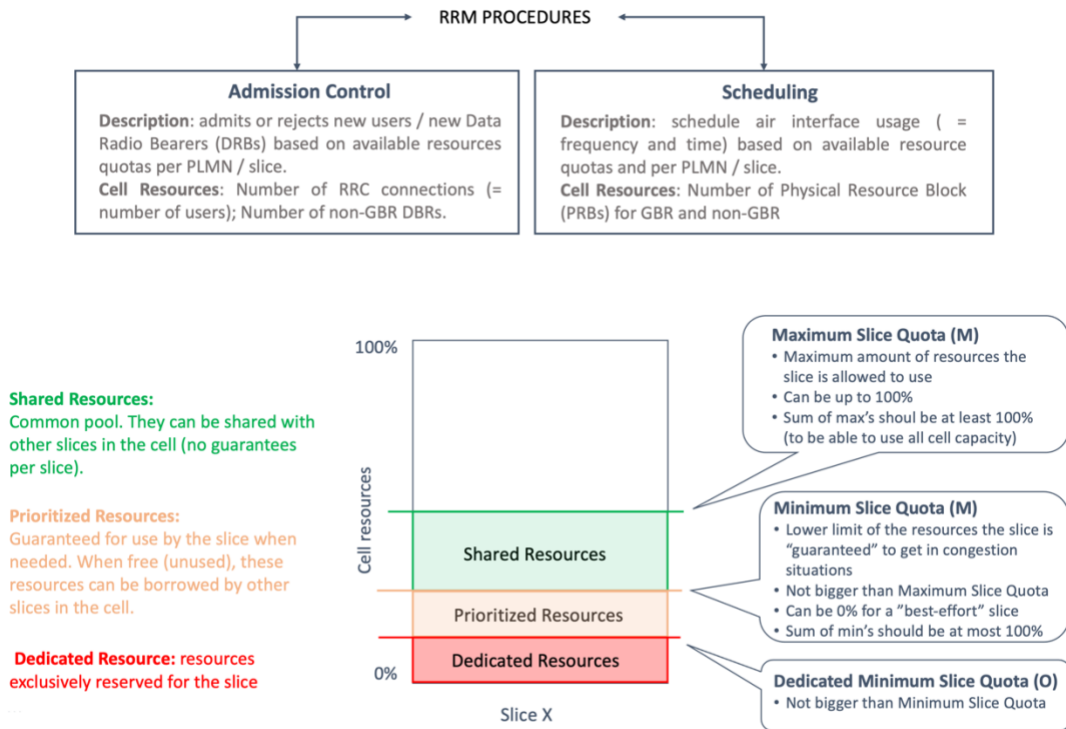 RRM PROCEDURES
Admission Control
Description: admits or rejects new users / new Data
Radio Bearers (DRBs) based on available resources
quotas per PLMN / slice.
Cell Resources: Number of RRC connections (=
number of users); Number of non-GBR DBRs.
Scheduling
Description: schedule air interface usage ( =
frequency and time) based on available resource
quotas and per PLMN / slice.
Cell Resources: Number of Physical Resource Block
(PRBs) for GBR and non-GBR
Shared Resources:
Common pool. They can be shared with
other slices in the cell (no guarantees
per slice).
Prioritized Resources:
Guaranteed for use by the slice when
needed. When free (unused), these
resources can be borrowed by other
slices in the cell.
Dedicated Resource: resources
exclusively reserved for the slice
...
100%
Cell resources
0%
Shared Resources
Prioritized Resources
Dedicated Resources
Slice X
Maximum Slice Quota (M)
• Maximum amount of resources the
slice is allowed to use
• Can be up to 100%
• Sum of max's shoul be at least 100%
(to be able to use all cell capacity)
Minimum Slice Quota (M)
• Lower limit of the resources the slice is
"guaranteed" to get in congestion
situations
• Not bigger than Maximum Slice Quota
• Can be 0% for a "best-effort" slice
• Sum of min's should be at most 100%
Dedicated Minimum Slice Quota (O)
• Not bigger than Minimum Slice Quota